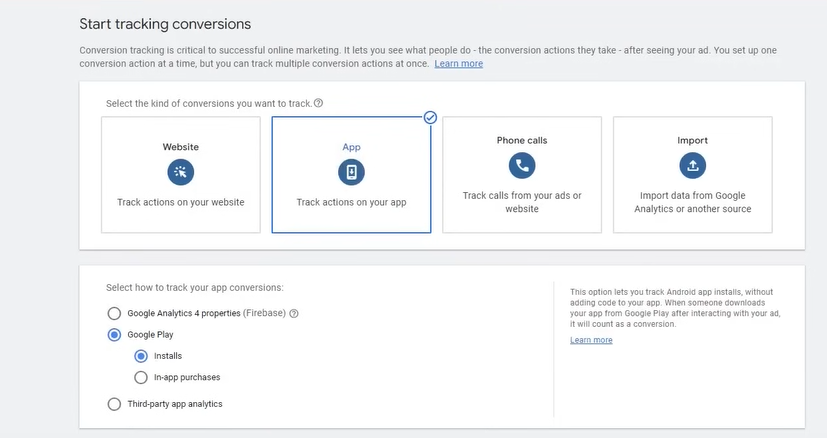 Start tracking conversions
Conversion tracking is critical to successful online marketing. It lets you see what people do - the conversion actions they take - after seeing your ad. You set up one
conversion action at a time, but you can track multiple conversion actions at once. Learn more
Select the kind of conversions you want to track.
Website
Track actions on your website
App
Track actions on your app
Phone calls
Track calls from your ads or
website
Import
Import data from Google
Analytics or another source
Select how to track your app conversions:
Google Analytics 4 properties (Firebase)
Google Play
Installs
In-app purchases
Third-party app analytics
This option lets you track Android app installs, without
adding code to your app. When someone downloads
your app from Google Play after interacting with your ad,
it will count as a conversion.
Learn more